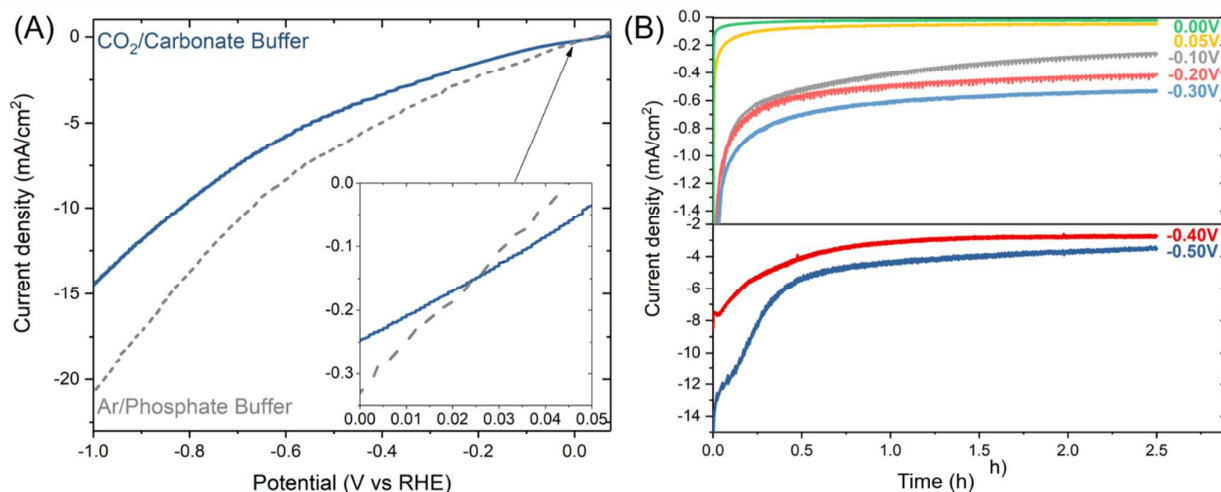 (A)
CO₂/Carbonate Buffer
Ar/Phosphate Buffer
Current density (mA/cm²)
0
-5
-10
-15
-20
-1.0 -0.8 -0.6 -0.4 -0.2 0.0
Potential (V vs RHE)
0.0
-0.1
-0.2
-0.3
0.00 0.01 0.02 0.03 0.04 0.05
(B)
Current density (mA/cm²)
0.0
-0.2
-0.4
-0.6
-0.8
-1.0
-1.2
-1.4
-2
-4
-6
-8
-10
-12
-14
0.00V
0.05V
-0.10V
-0.20V
-0.30V
-0.40V
-0.50V
0.0 0.5 1.0 1.5 2.0 2.5
Time (h)
h)